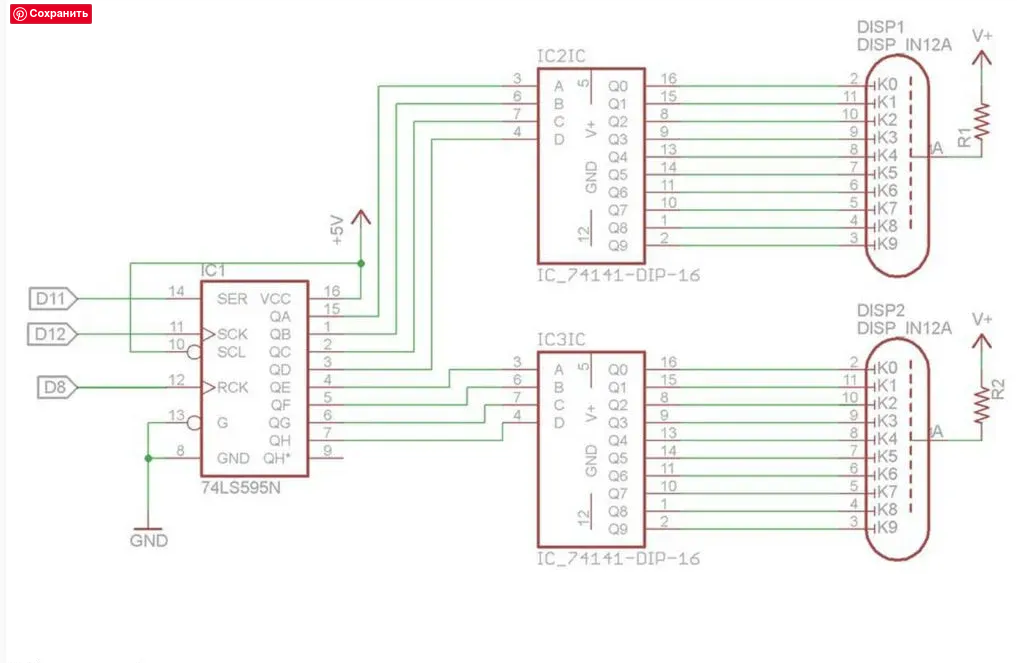 Сохранить
DISP1
DISP_IN12A
V+
R1
A
IC2IC
3 A
6 B
7 C
4 D
5
V+
GND
12
Q0 16
Q1 15
Q2 8
Q3 9
Q4 13
Q5 14
Q6 11
Q7 10
Q8 1
Q9 2
2 K0
11 K1
10 K2
9 K3
8 K4
7 K5
6 K6
5 K7
4 K8
3 K9
IC_74141-DIP-16
+5V
IC1
D11
D12
D8
14 SER
11 SCK
10 SCL
12 RCK
13 G
8 GND
VCC 16
QA 15
QB 1
QC 2
QD 3
QE 4
QF 5
QG 6
QH 7
QH* 9
74LS595N
GND
DISP2
DISP_IN12A
V+
R2
A
IC3IC
3 A
6 B
7 C
4 D
5
V+
GND
12
Q0 16
Q1 15
Q2 8
Q3 9
Q4 13
Q5 14
Q6 11
Q7 10
Q8 1
Q9 2
2 K0
11 K1
10 K2
9 K3
8 K4
7 K5
6 K6
5 K7
4 K8
3 K9
IC_74141-DIP-16